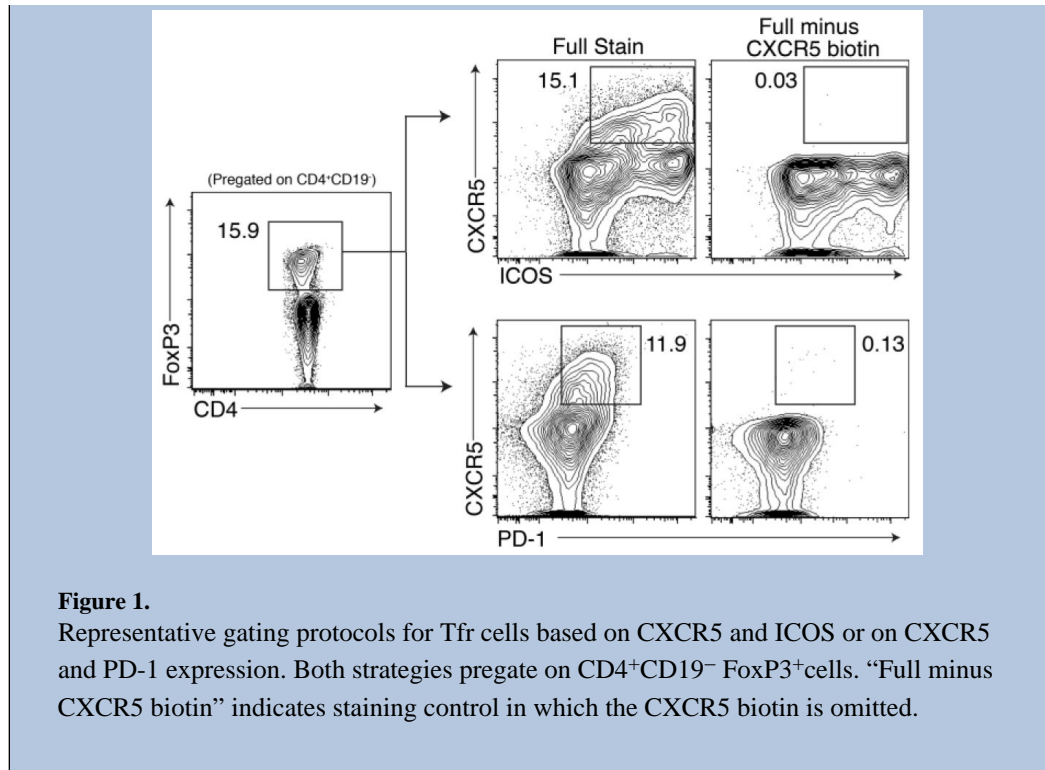 Full Stain
Full minus
CXCR5 biotin
15.1
0.03
CXCR5
ICOS
(Pregated on CD4⁺CD19⁻)
15.9
FoxP3
CD4
11.9
0.13
CXCR5
PD-1
Figure 1.
Representative gating protocols for Tfr cells based on CXCR5 and ICOS or on CXCR5
and PD-1 expression. Both strategies pregate on CD4⁺CD19⁻ FoxP3⁺cells. “Full minus
CXCR5 biotin” indicates staining control in which the CXCR5 biotin is omitted.